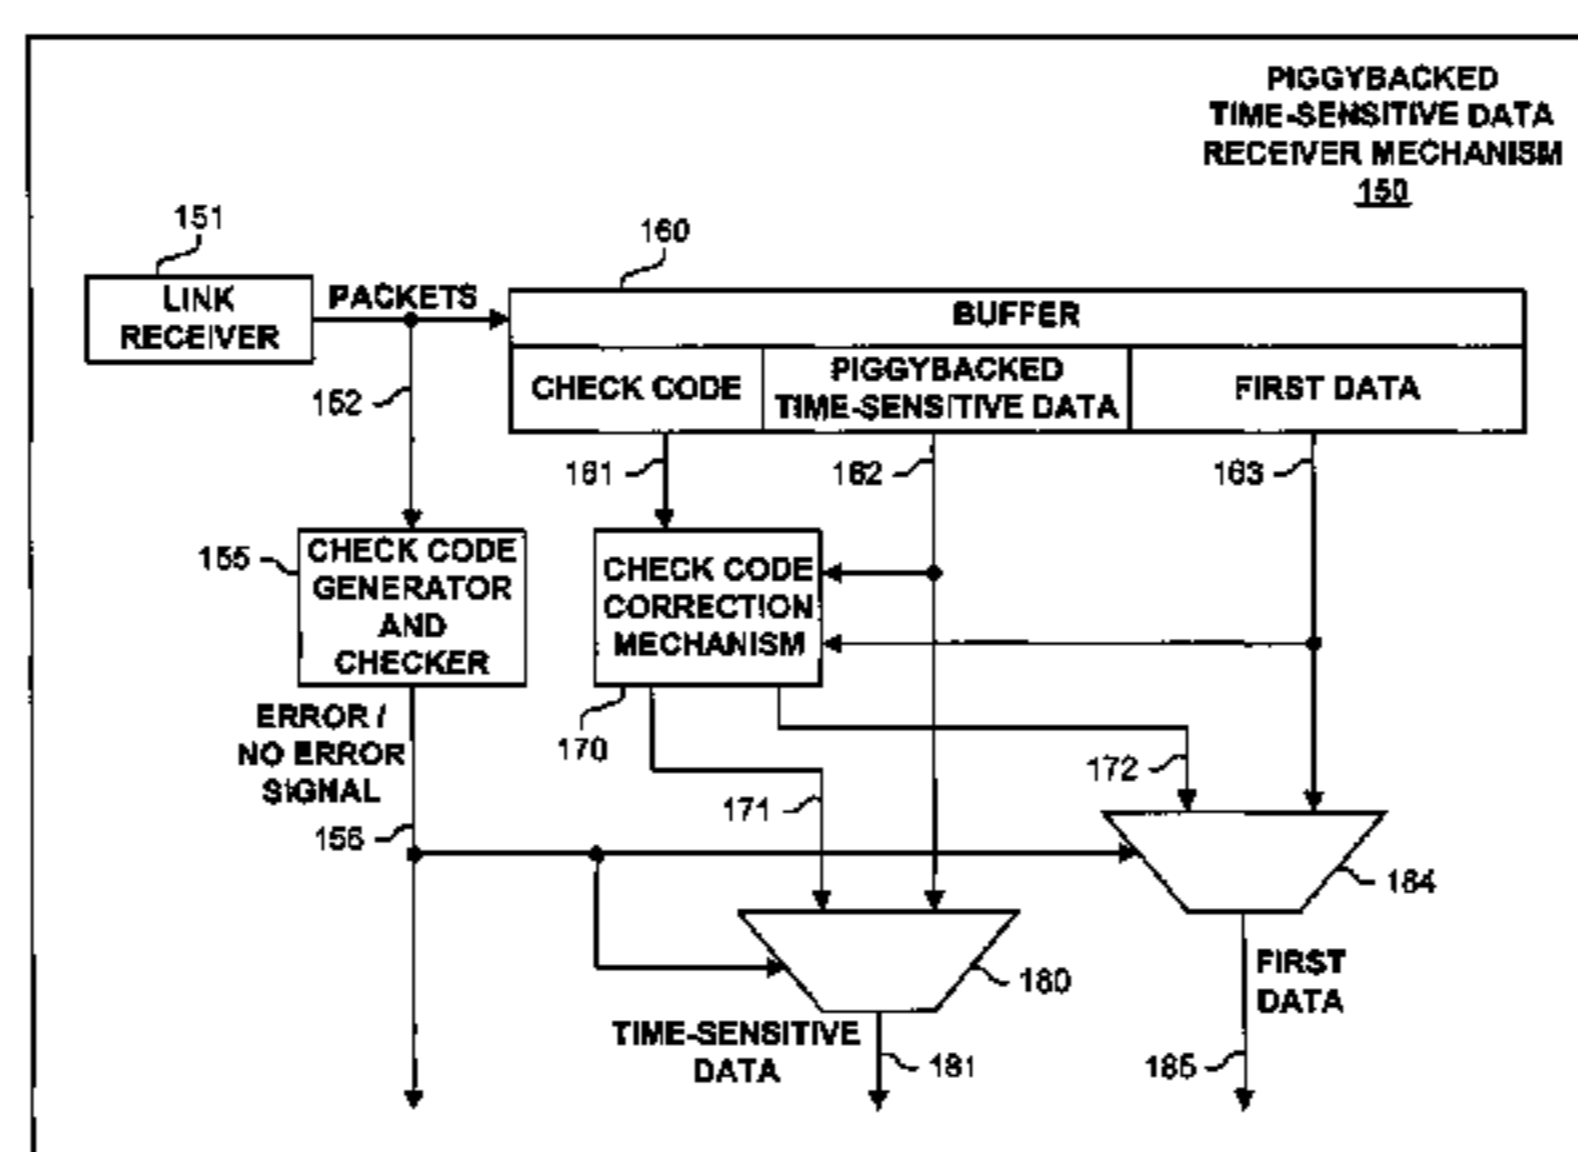 PIGGYBACKED
TIME-SENSITIVE DATA
RECEIVER MECHANISM
150
151
160
LINK
RECEIVER
PACKETS
BUFFER
CHECK CODE
PIGGYBACKED
TIME-SENSITIVE DATA
FIRST DATA
152
161
162
163
155
CHECK CODE
GENERATOR
AND
CHECKER
CHECK CODE
CORRECTION
MECHANISM
ERROR /
NO ERROR
SIGNAL
170
172
171
156
184
180
FIRST
DATA
TIME-SENSITIVE
DATA
181
185